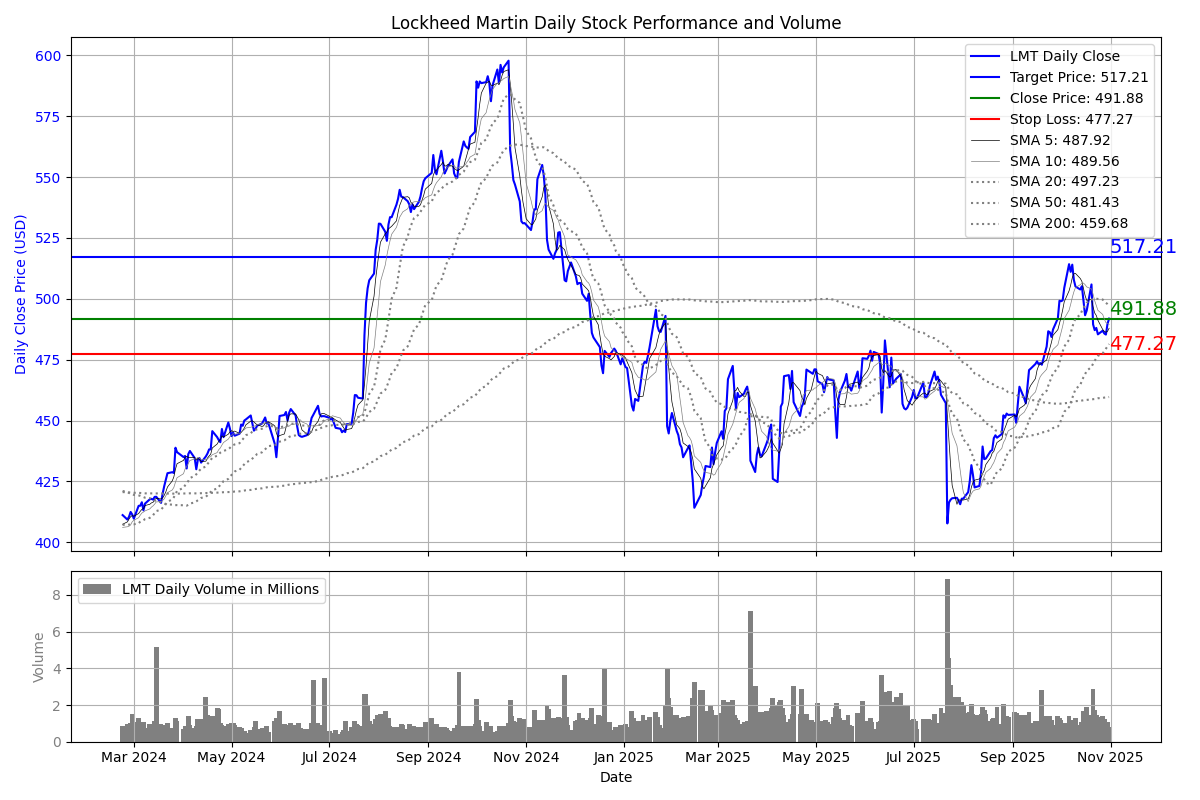 Lockheed Martin Daily Stock Performance and Volume
Daily Close Price (USD)
600
575
550
525
500
475
450
425
400
LMT Daily Close
Target Price: 517.21
Close Price: 491.88
Stop Loss: 477.27
SMA 5: 487.92
SMA 10: 489.56
SMA 20: 497.23
SMA 50: 481.43
SMA 200: 459.68
517.21
491.88
477.27
LMT Daily Volume in Millions
Volume
8
6
4
2
0
Mar 2024 May 2024 Jul 2024 Sep 2024 Nov 2024 Jan 2025 Mar 2025 May 2025 Jul 2025 Sep 2025 Nov 2025
Date